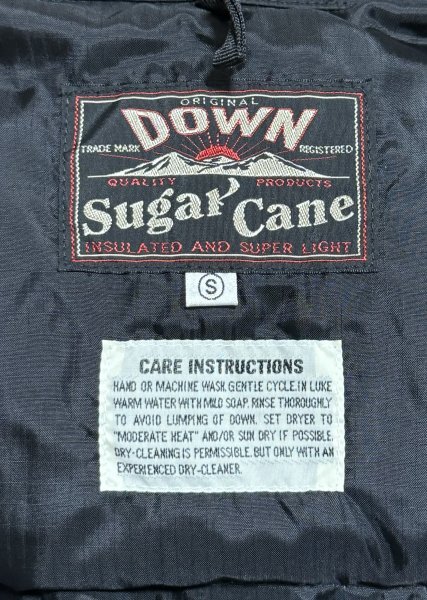 ORIGINAL
DOWN
TRADE MARK REGISTERED
QUALITY PRODUCTS
Sugar Cane
INSULATED AND SUPER LIGHT
S
CARE INSTRUCTIONS
HAND OR MACHINE WASH. GENTLE CYCLE. IN LUKE
WARM WATER WITH MILD SOAP. RINSE THOROUGHLY
TO AVOID LUMPING OF DOWN. SET DRYER TO
"MODERATE HEAT" AND/OR SUN DRY IF POSSIBLE.
DRY-CLEANING IS PERMISSIBLE. BUT ONLY WITH AN
EXPERIENCED DRY-CLEANER.